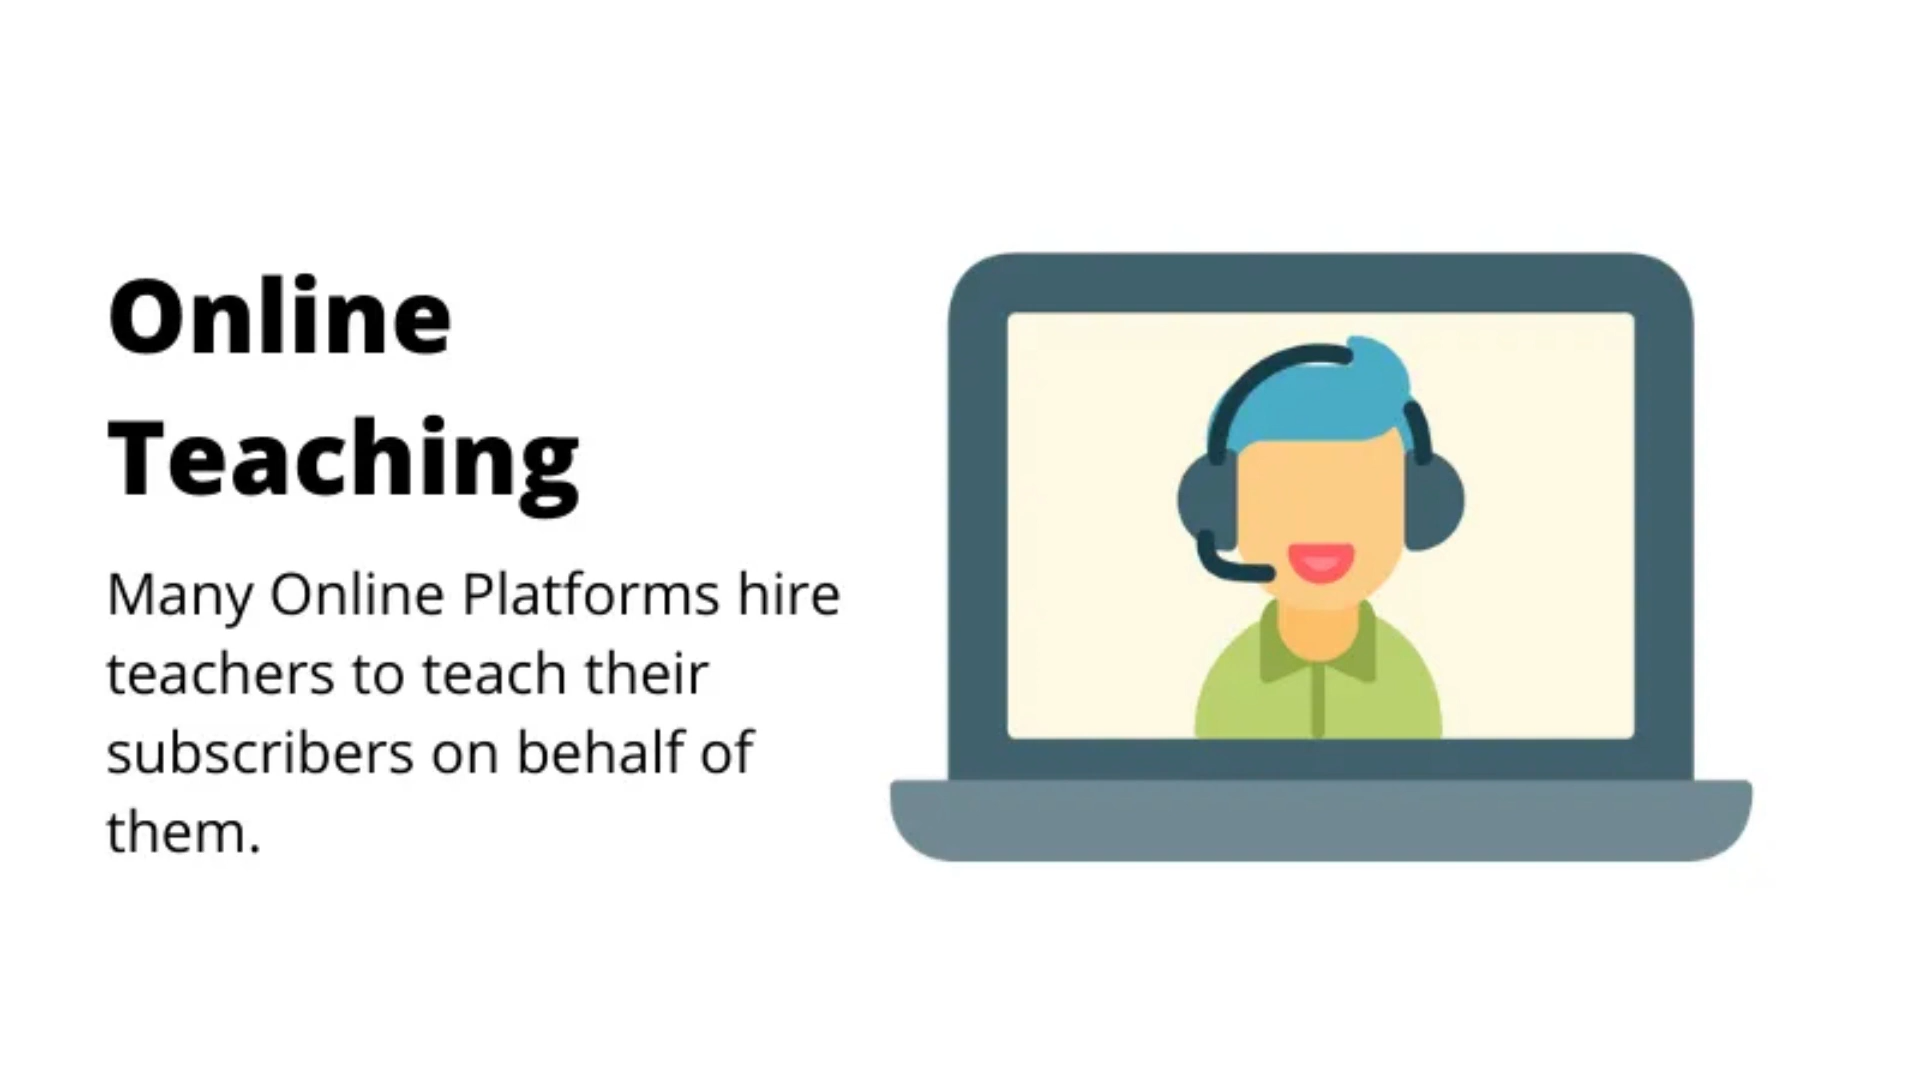 Online
Teaching
Many Online Platforms hire
teachers to teach their
subscribers on behalf of
them.